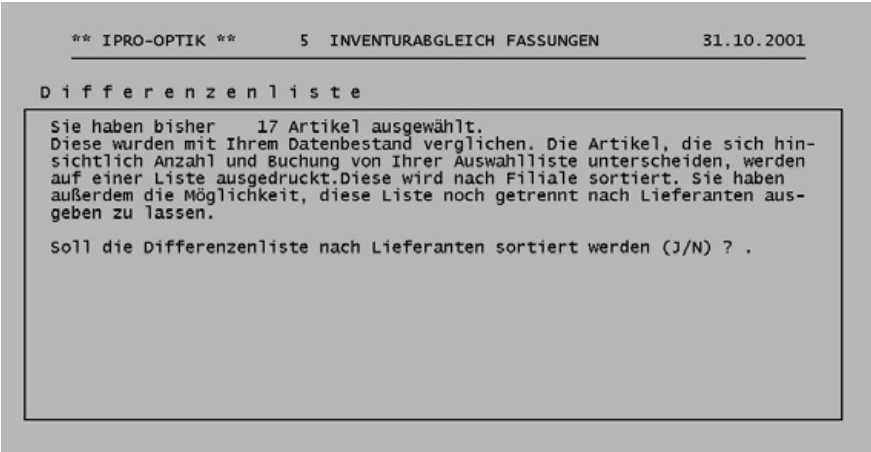 ** IPRO-OPTIK ** 5 INVENTURABGLEICH FASSUNGEN 31.10.2001
D i f f e r e n z e n l i s t e
Sie haben bisher 17 Artikel ausgewählt.
Diese wurden mit Ihrem Datenbestand verglichen. Die Artikel, die sich hin-
sichtlich Anzahl und Buchung von Ihrer Auswahlliste unterscheiden, werden
auf einer Liste ausgedruckt.Diese wird nach Filiale sortiert. Sie haben
außerdem die Möglichkeit, diese Liste noch getrennt nach Lieferanten aus-
geben zu lassen.
Soll die Differenzenliste nach Lieferanten sortiert werden (J/N) ? .